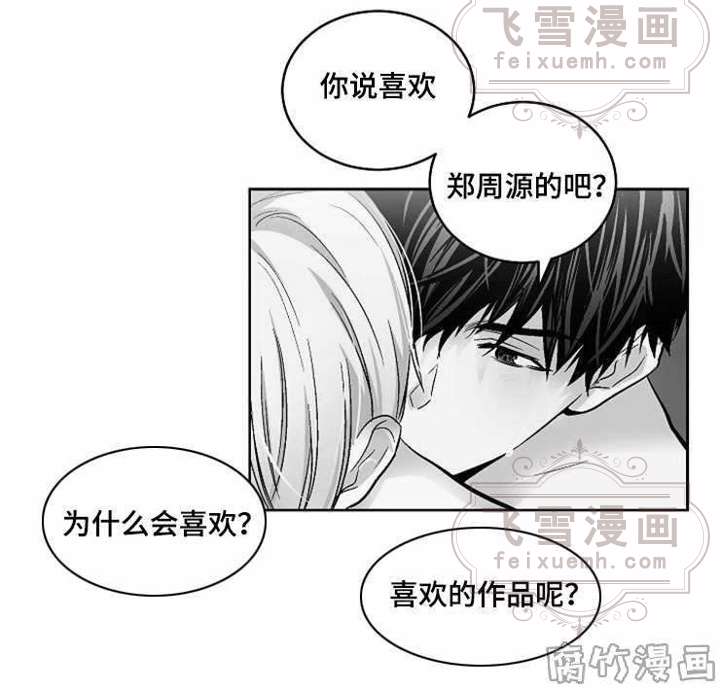 飞雪漫画
feixuemh.com
你说喜欢
郑周源的吧？
为什么会喜欢？
飞雪漫画
feixuemh.com
喜欢的作品呢？
腐竹漫画